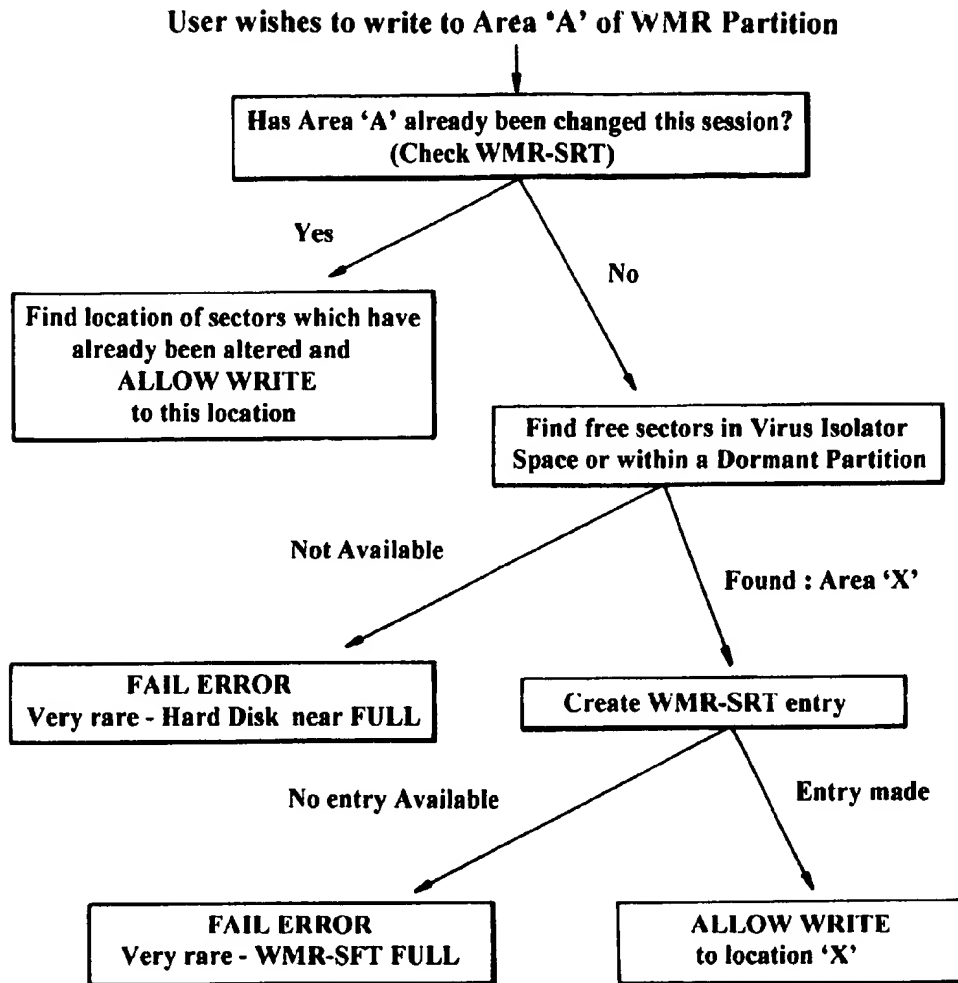 User wishes to write to Area ‘A’ of WMR Partition
Has Area ‘A’ already been changed this session?
(Check WMR-SRT)
Yes
No
Find location of sectors which have
already been altered and
ALLOW WRITE
to this location
Find free sectors in Virus Isolator
Space or within a Dormant Partition
Not Available
Found : Area ‘X’
FAIL ERROR
Very rare - Hard Disk near FULL
Create WMR-SRT entry
No entry Available
Entry made
FAIL ERROR
Very rare - WMR-SFT FULL
ALLOW WRITE
to location ‘X’